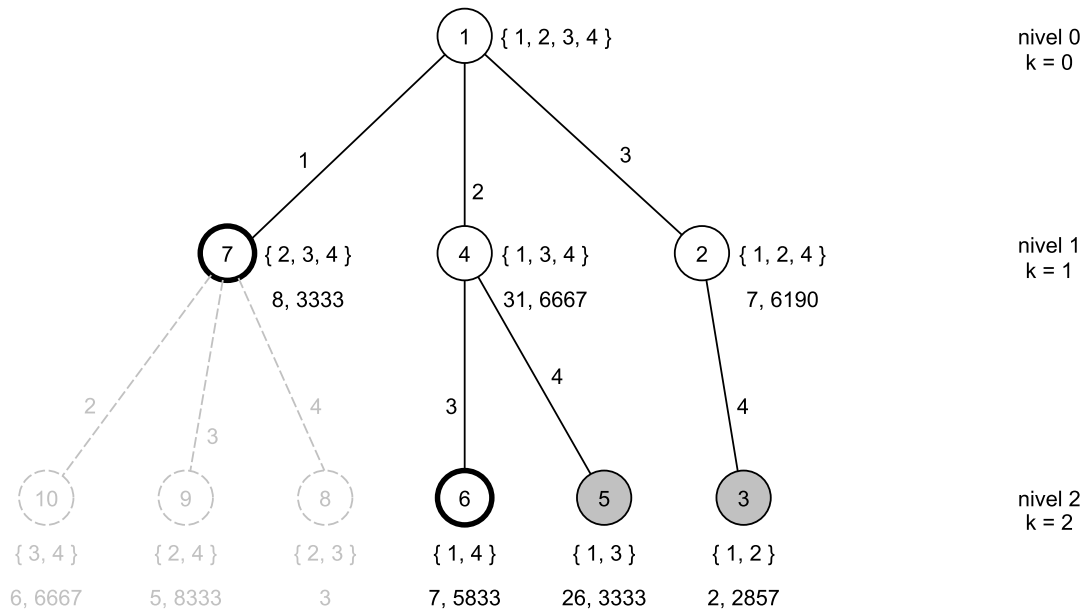 1 { 1, 2, 3, 4 }
nivel 0
k = 0
1
2
3
7 { 2, 3, 4 }
8, 3333
4 { 1, 3, 4 }
31, 6667
2 { 1, 2, 4 }
7, 6190
nivel 1
k = 1
2
3
4
3
4
4
10
9
8
6
5
3
nivel 2
k = 2
{ 3, 4 }
{ 2, 4 }
{ 2, 3 }
{ 1, 4 }
{ 1, 3 }
{ 1, 2 }
6, 6667
5, 8333
3
7, 5833
26, 3333
2, 2857